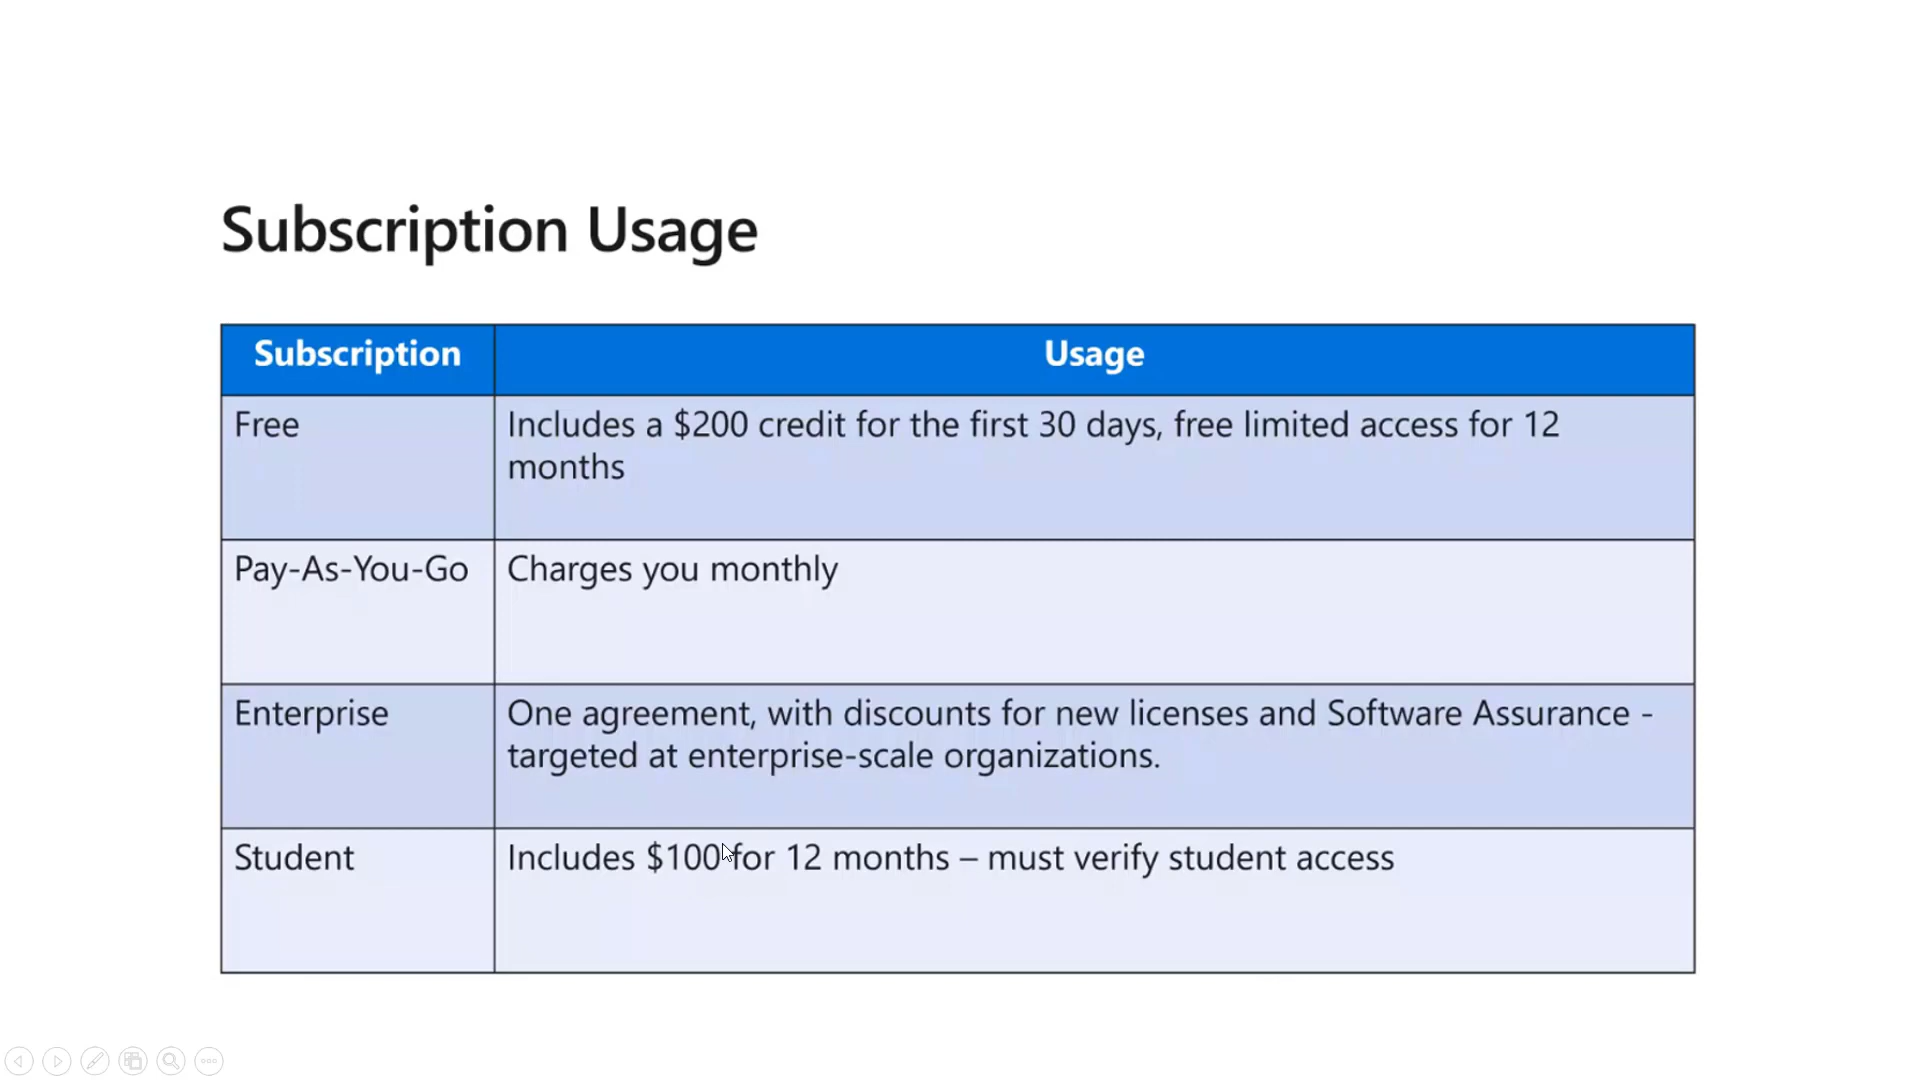 Subscription Usage
Subscription
Usage
Free
Includes a $200 credit for the first 30 days, free limited access for 12
months
Pay-As-You-Go
Charges you monthly
Enterprise
One agreement, with discounts for new licenses and Software Assurance -
targeted at enterprise-scale organizations.
Student
Includes $100 for 12 months – must verify student access